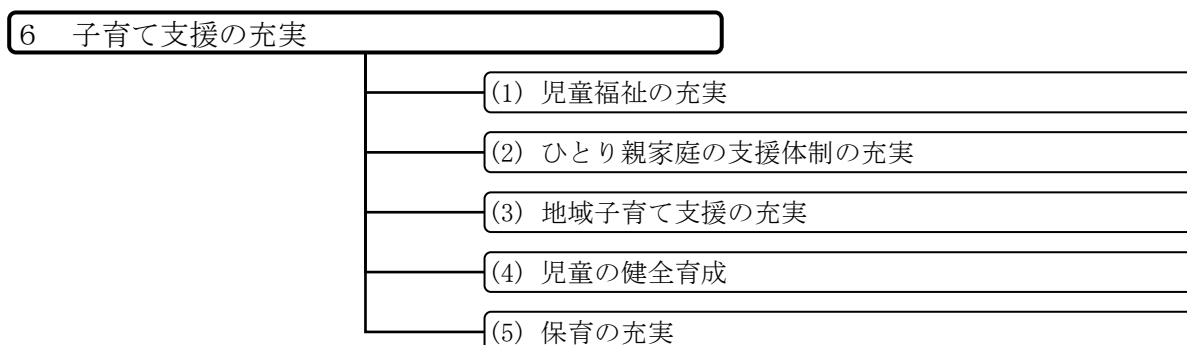 6　子育て支援の充実
(1) 児童福祉の充実
(2) ひとり親家庭の支援体制の充実
(3) 地域子育て支援の充実
(4) 児童の健全育成
(5) 保育の充実